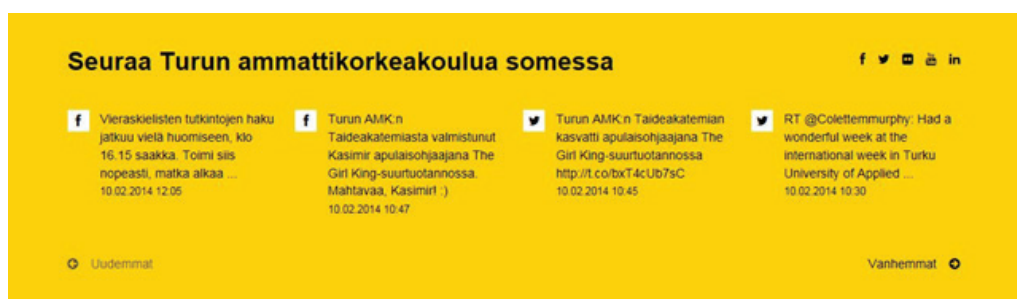 Seuraa Turun ammattikorkeakoulua somessa
Vieraskielisten tutkintojen haku
jatkuu vielä huomiseen, klo
16.15 saakka. Toimi siis
nopeasti, matka alkaa ...
10.02.2014 12:05
Turun AMK:n
Taideakatemiasta valmistunut
Kasimir apulaisohjaajana The
Girl King-suurtuotannossa.
Mahtavaa, Kasimir! :)
10.02.2014 10:47
Turun AMK:n Taideakatemian
kasvatti apulaisohjaajana The
Girl King-suurtuotannossa
http://t.co/bxT4cUb7sC
10.02.2014 10:45
RT @Colettemmurphy: Had a
wonderful week at the
international week in Turku
University of Applied ...
10.02.2014 10:30
Uudemmat
Vanhemmat